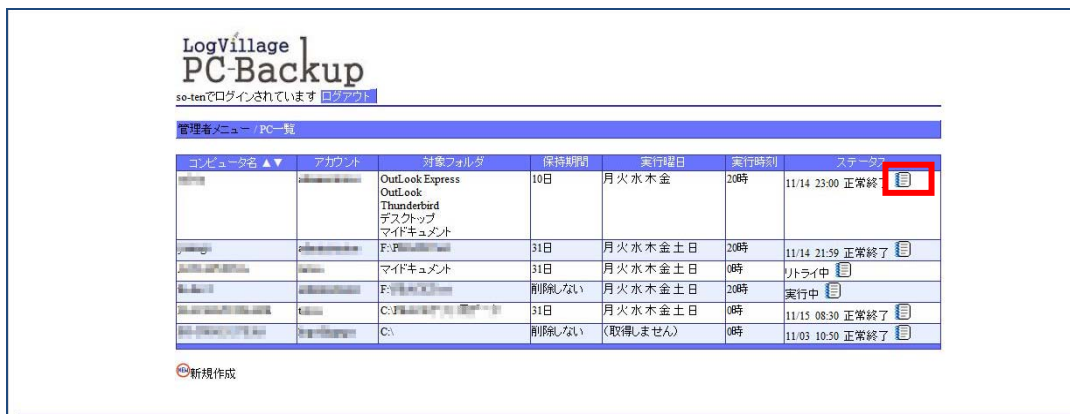 LogVillage
PC-Backup
so-tenでログインされています ログアウト
管理者メニュー / PC一覧
コンピュータ名 ▲▼ アカウント 対象フォルダ 保持期間 実行曜日 実行時刻 ステータス
OutLook Express 10日 月火水木金 20時 11/14 23:00 正常終了
OutLook
Thunderbird
デスクトップ
マイドキュメント
F:\P 31日 月火水木金土日 20時 11/14 21:59 正常終了
マイドキュメント 31日 月火水木金土日 0時 リトライ中
F: 削除しない 月火水木金土日 20時 実行中
C:\ 31日 月火水木金土日 0時 11/15 08:30 正常終了
C:\ 削除しない (取得しません) 0時 11/03 10:50 正常終了
NEW 新規作成